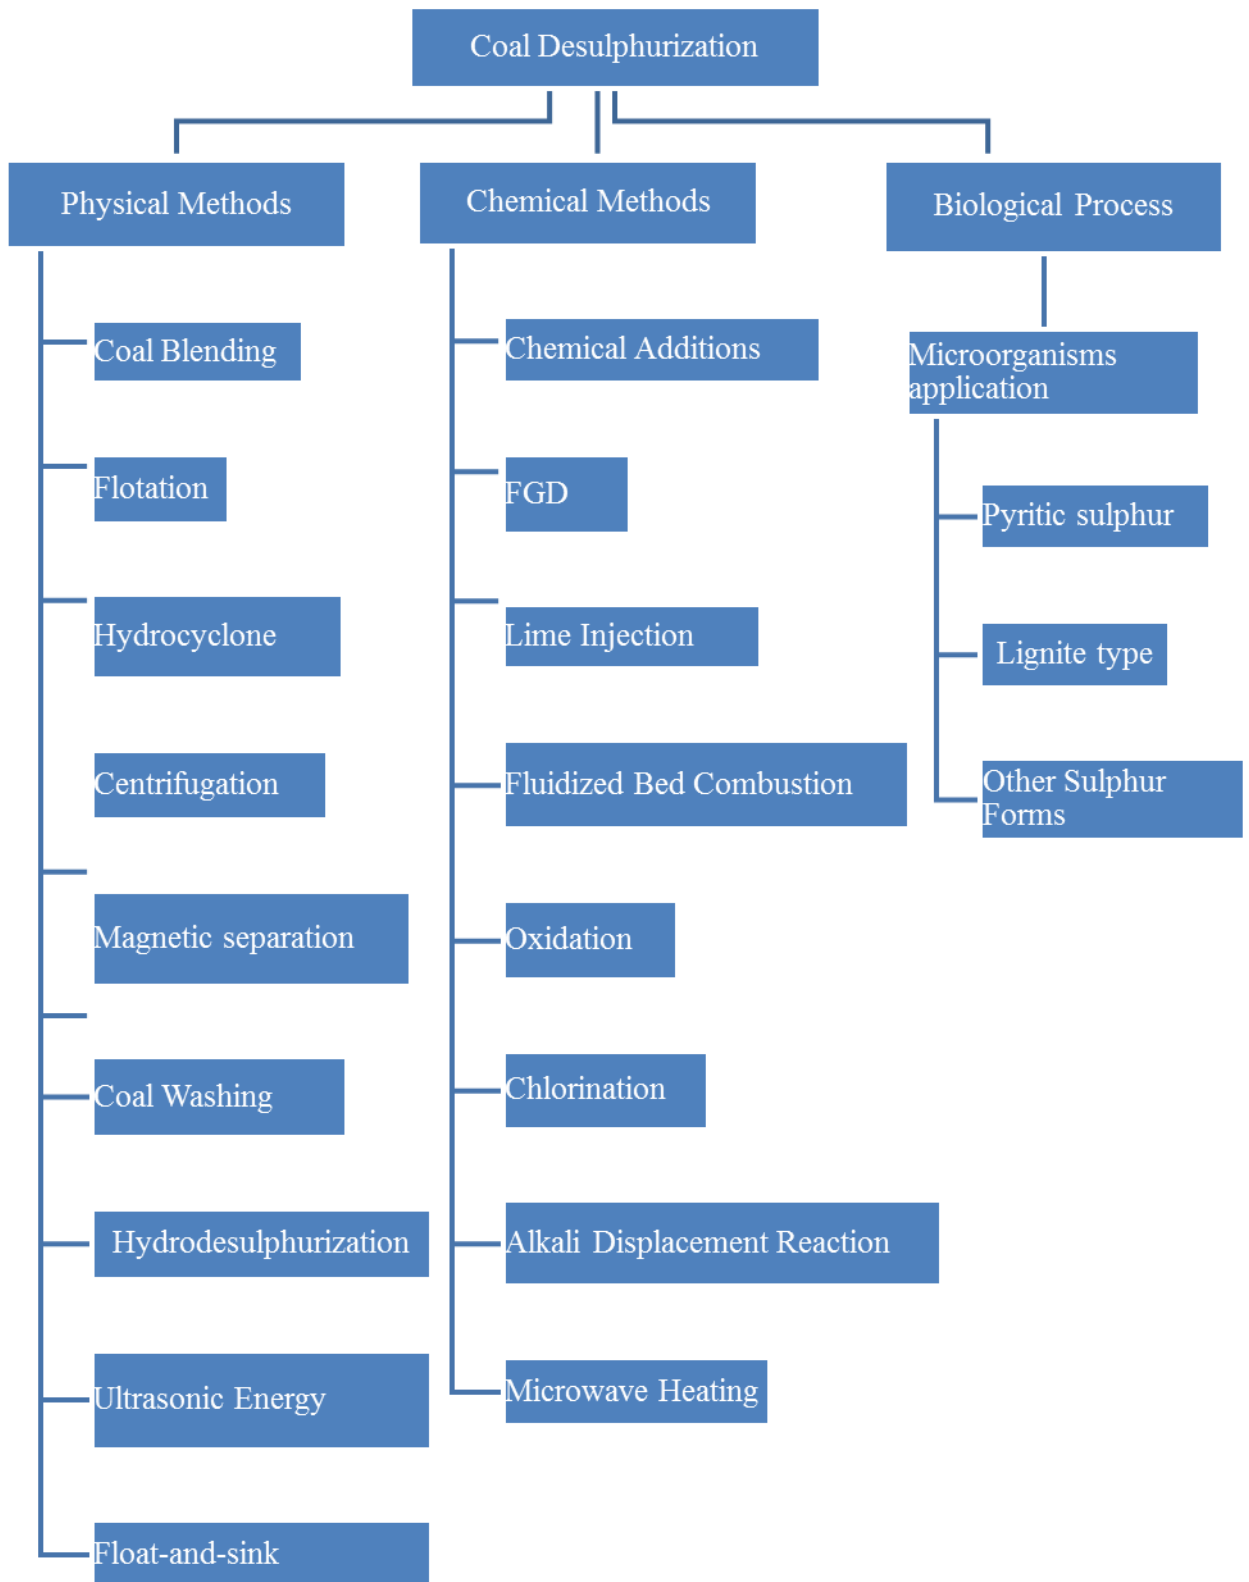 Coal Desulphurization
Physical Methods
Coal Blending
Flotation
Hydrocyclone
Centrifugation
Magnetic separation
Coal Washing
Hydrodesulphurization
Ultrasonic Energy
Float-and-sink
Chemical Methods
Chemical Additions
FGD
Lime Injection
Fluidized Bed Combustion
Oxidation
Chlorination
Alkali Displacement Reaction
Microwave Heating
Biological Process
Microorganisms
application
Pyritic sulphur
Lignite type
Other Sulphur
Forms